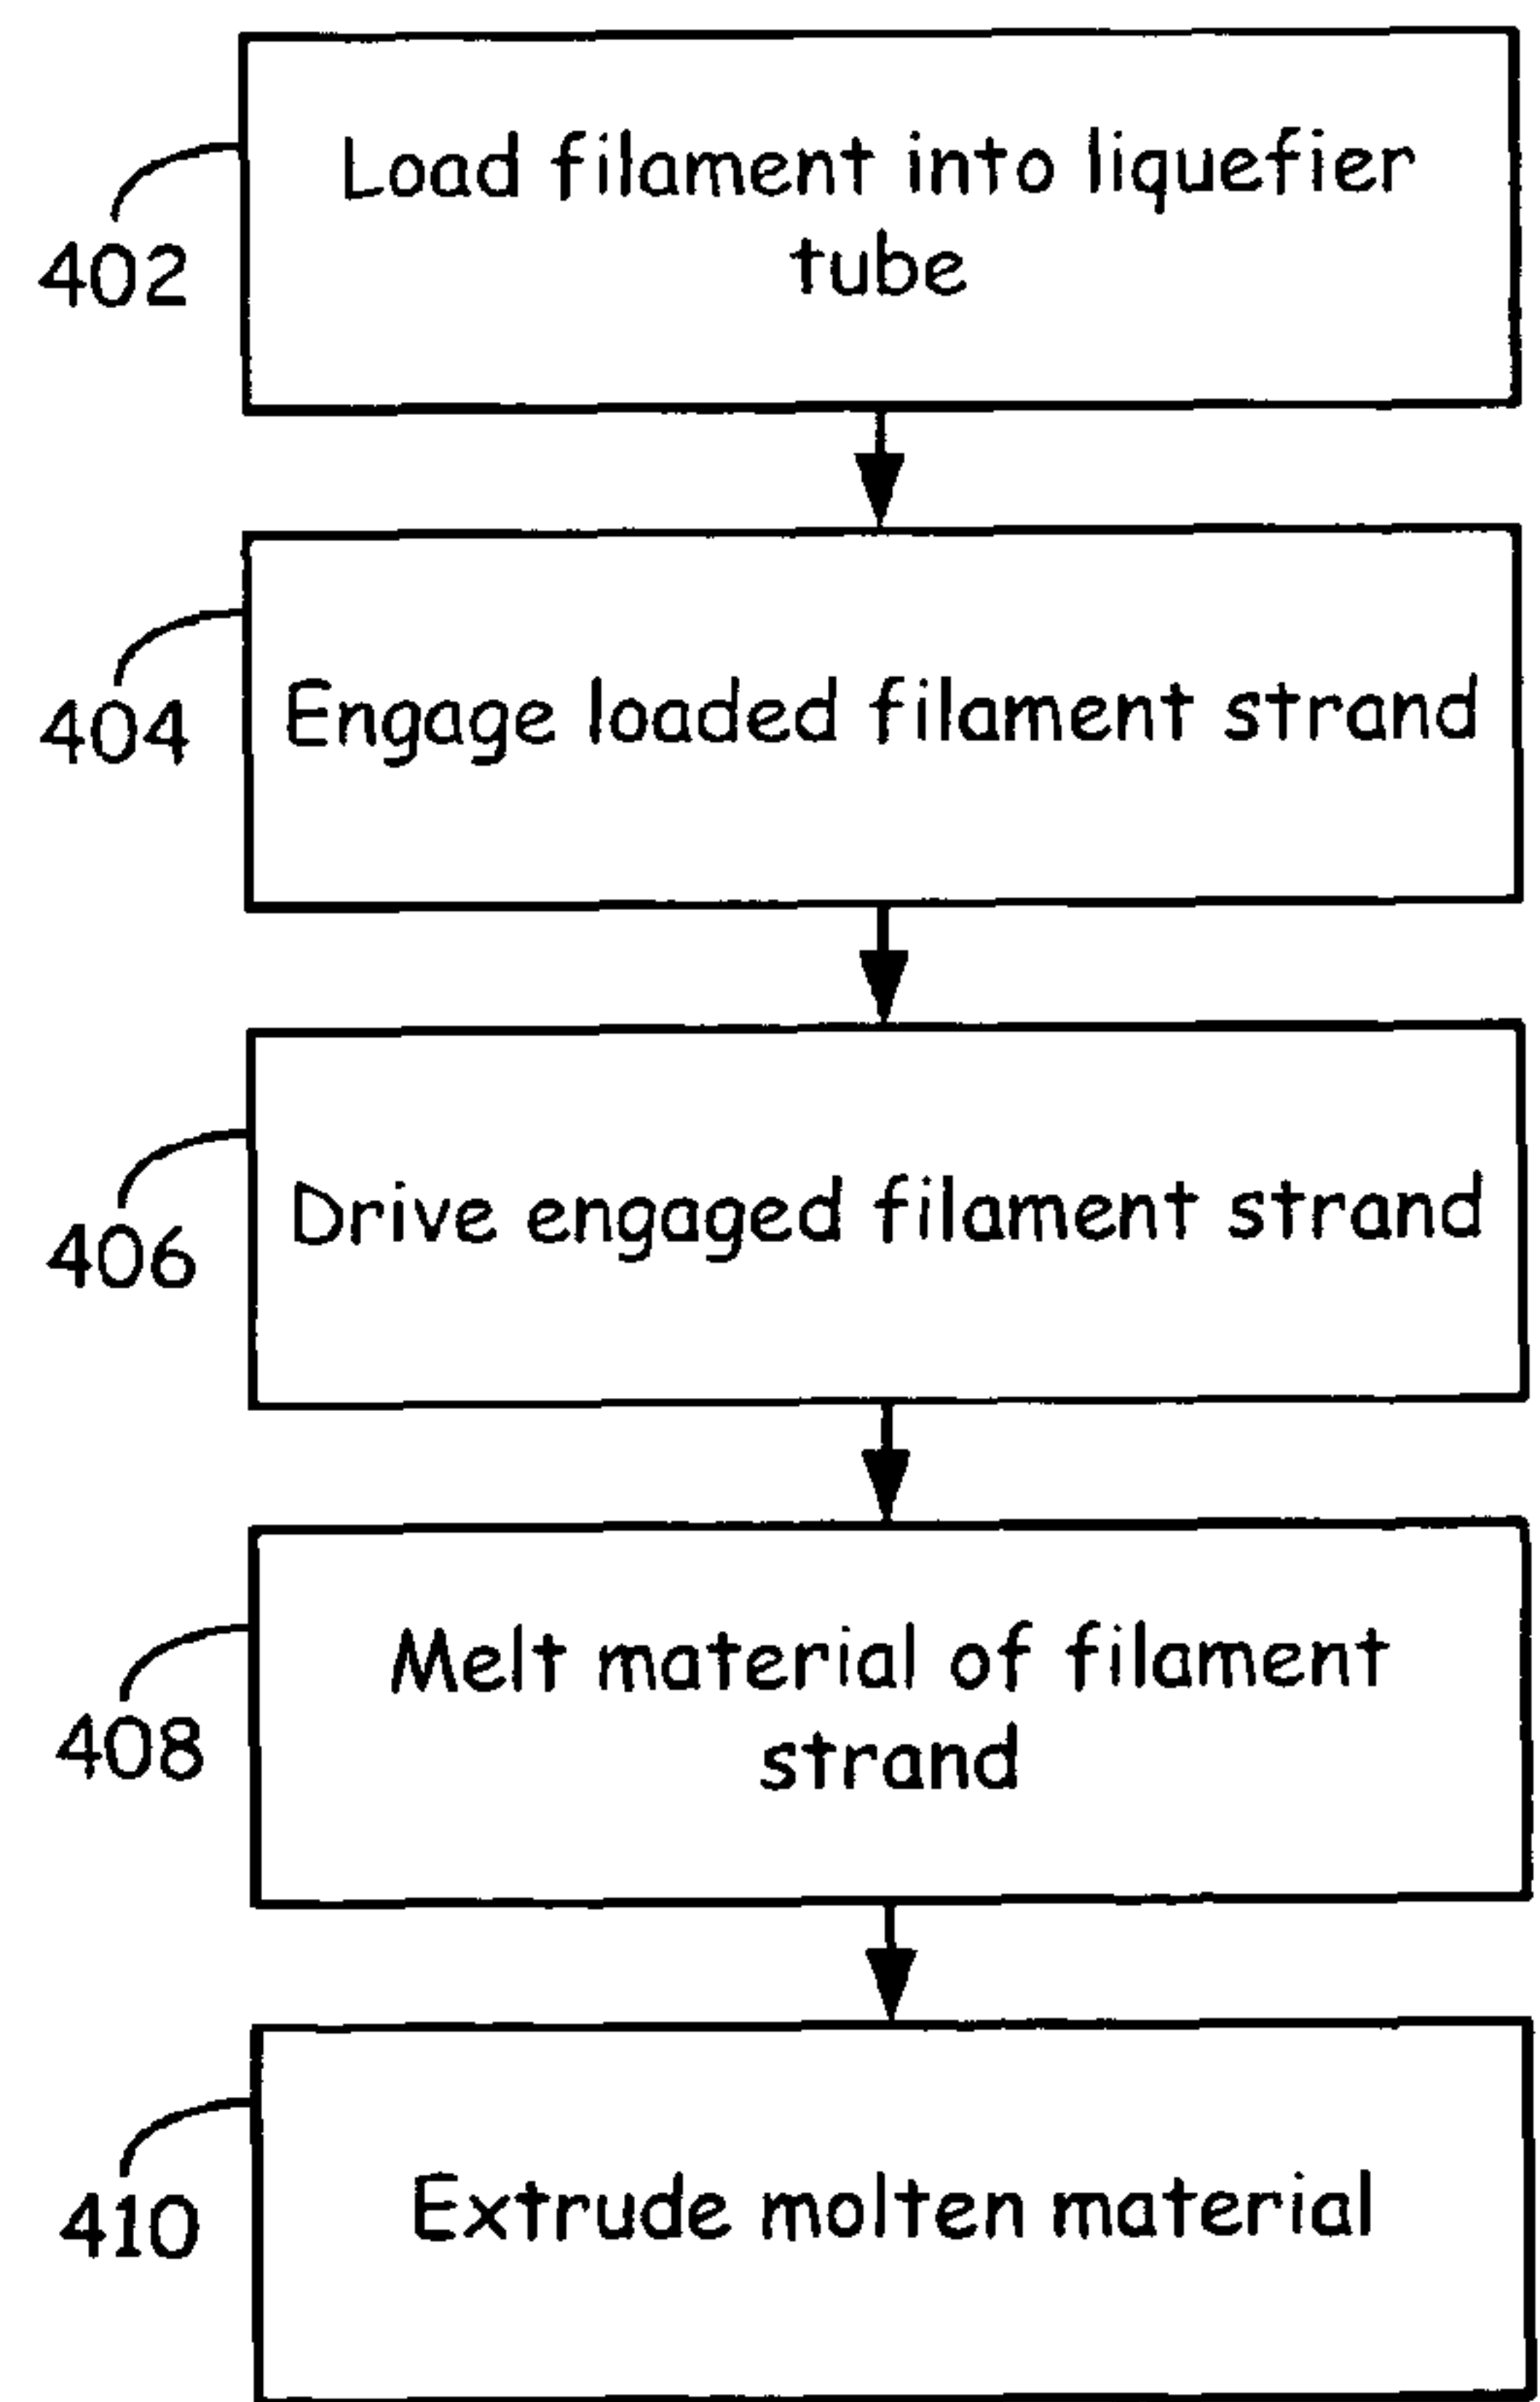 Load filament into liquefier
tube
402
Engage loaded filament strand
404
Drive engaged filament strand
406
Melt material of filament
strand
408
Extrude molten material
410